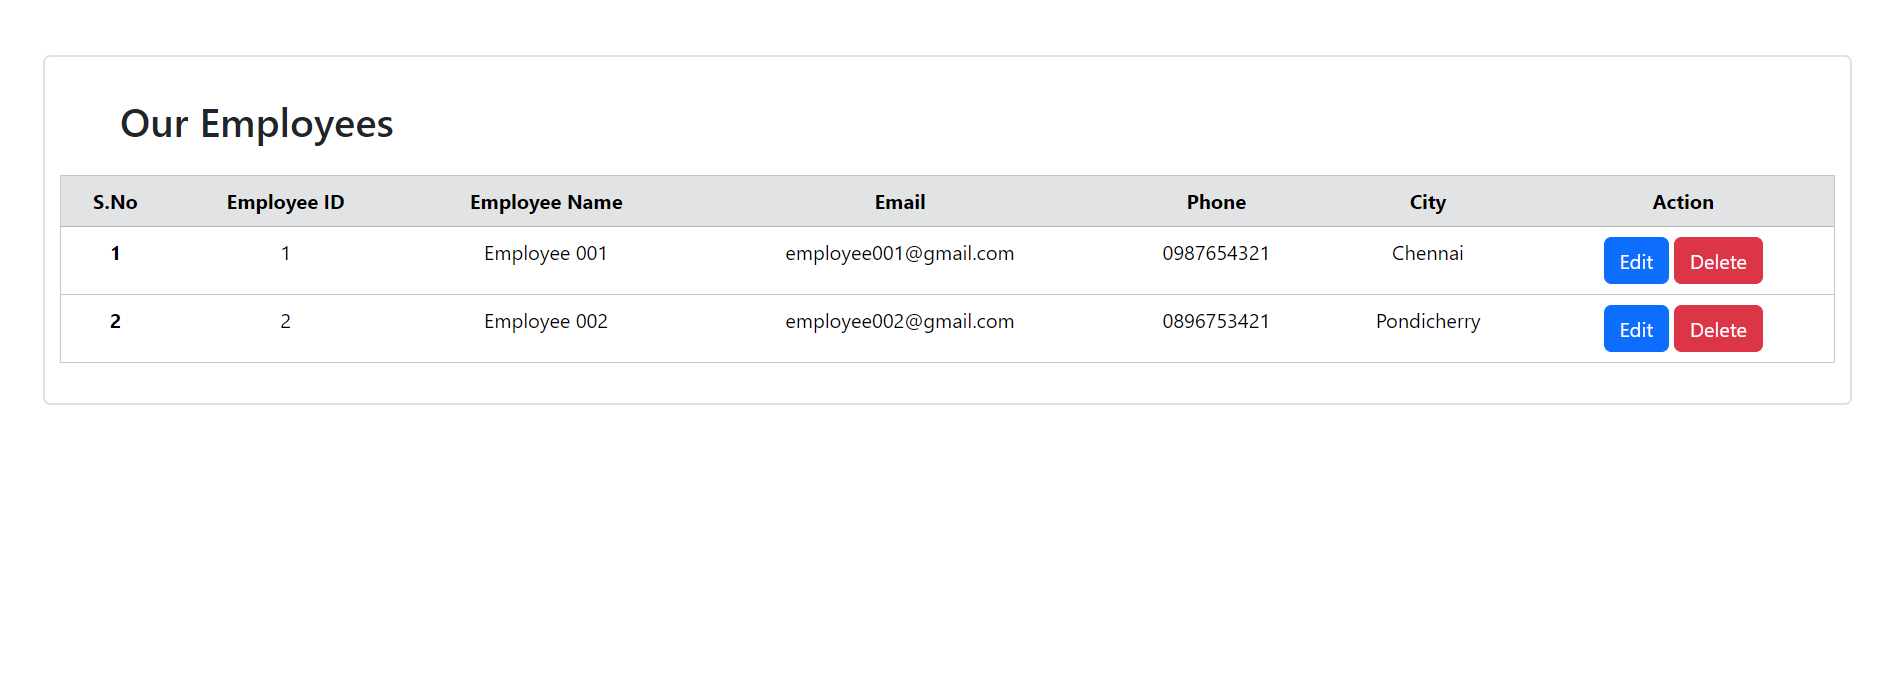 Our Employees
S.No Employee ID Employee Name Email Phone City Action
1 1 Employee 001 employee001@gmail.com 0987654321 Chennai Edit Delete
2 2 Employee 002 employee002@gmail.com 0896753421 Pondicherry Edit Delete